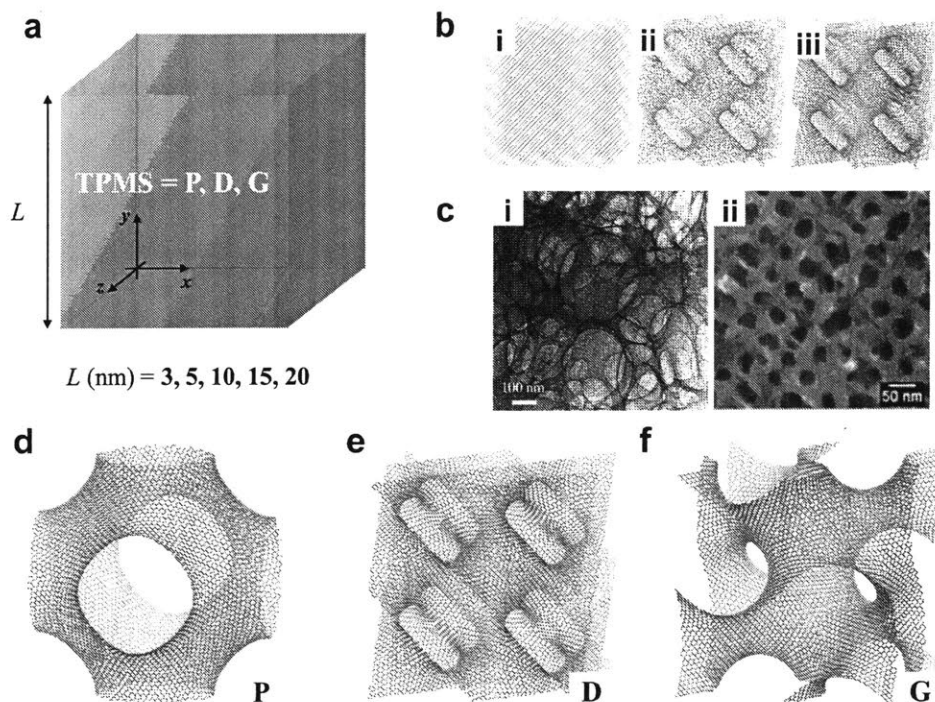 a
L
TPMS = P, D, G
y
z
x
L (nm) = 3, 5, 10, 15, 20
b
i
ii
iii
c
i
100 nm
ii
50 nm
d
P
e
D
f
G